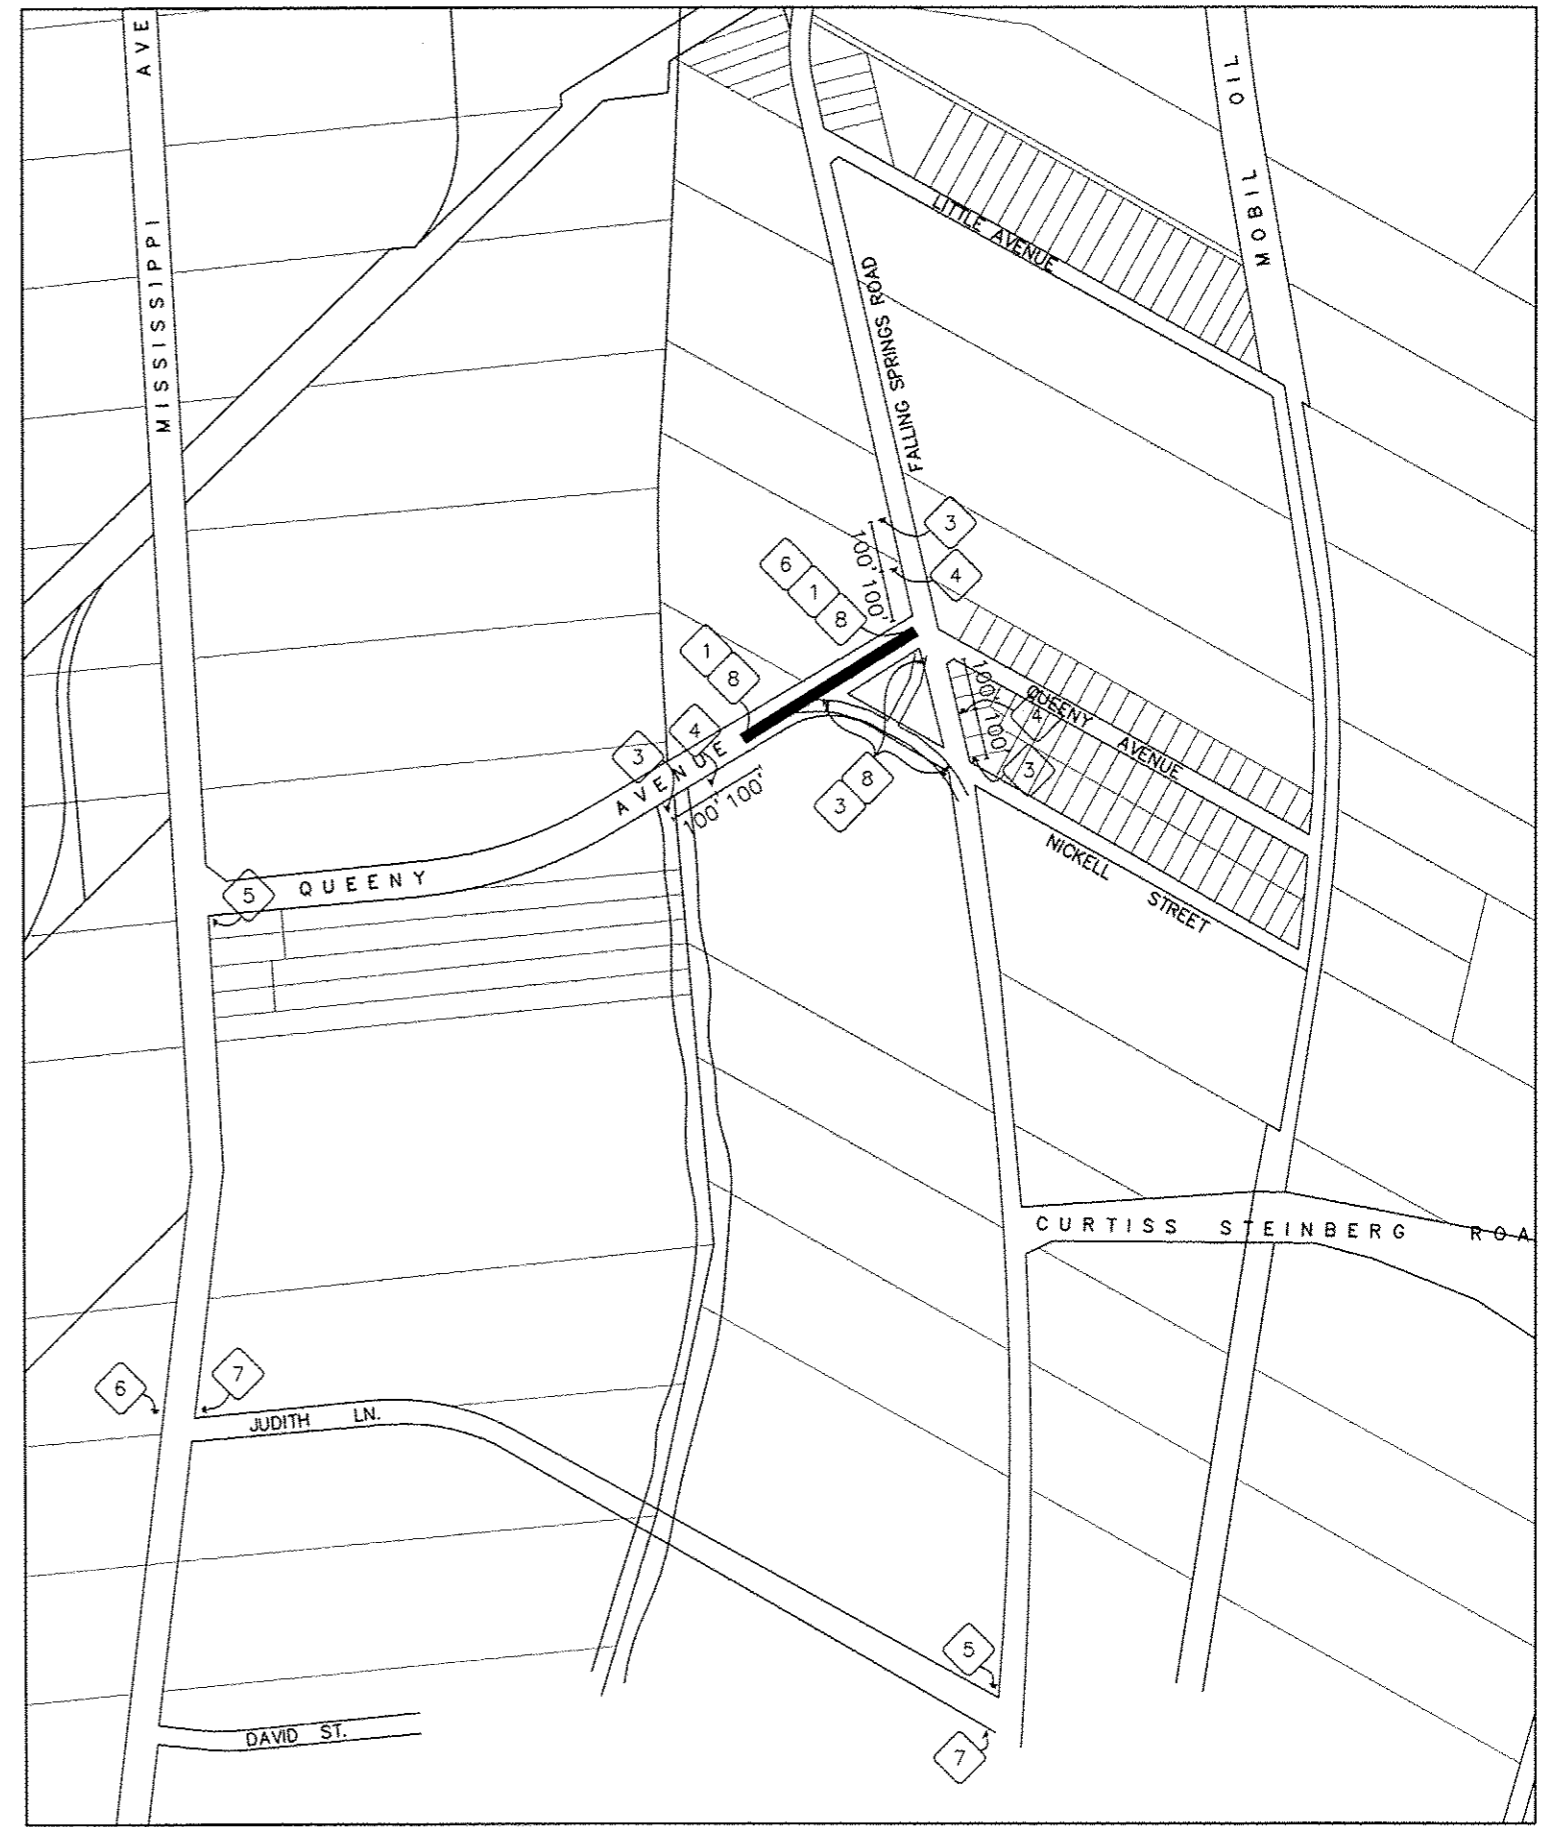 AVE
MISSISSIPPI
MOBIL OIL
LITTLE AVENUE
FALLING SPRINGS ROAD
3
100'
4
100'
6
1
8
1
8
4
3
100'
QUEENY AVENUE
4
100'
3
8
3
QUEENY AVENUE
100' 100'
NICKELL STREET
5
CURTISS STEINBERG ROA
6
7
JUDITH LN.
5
DAVID ST.
7